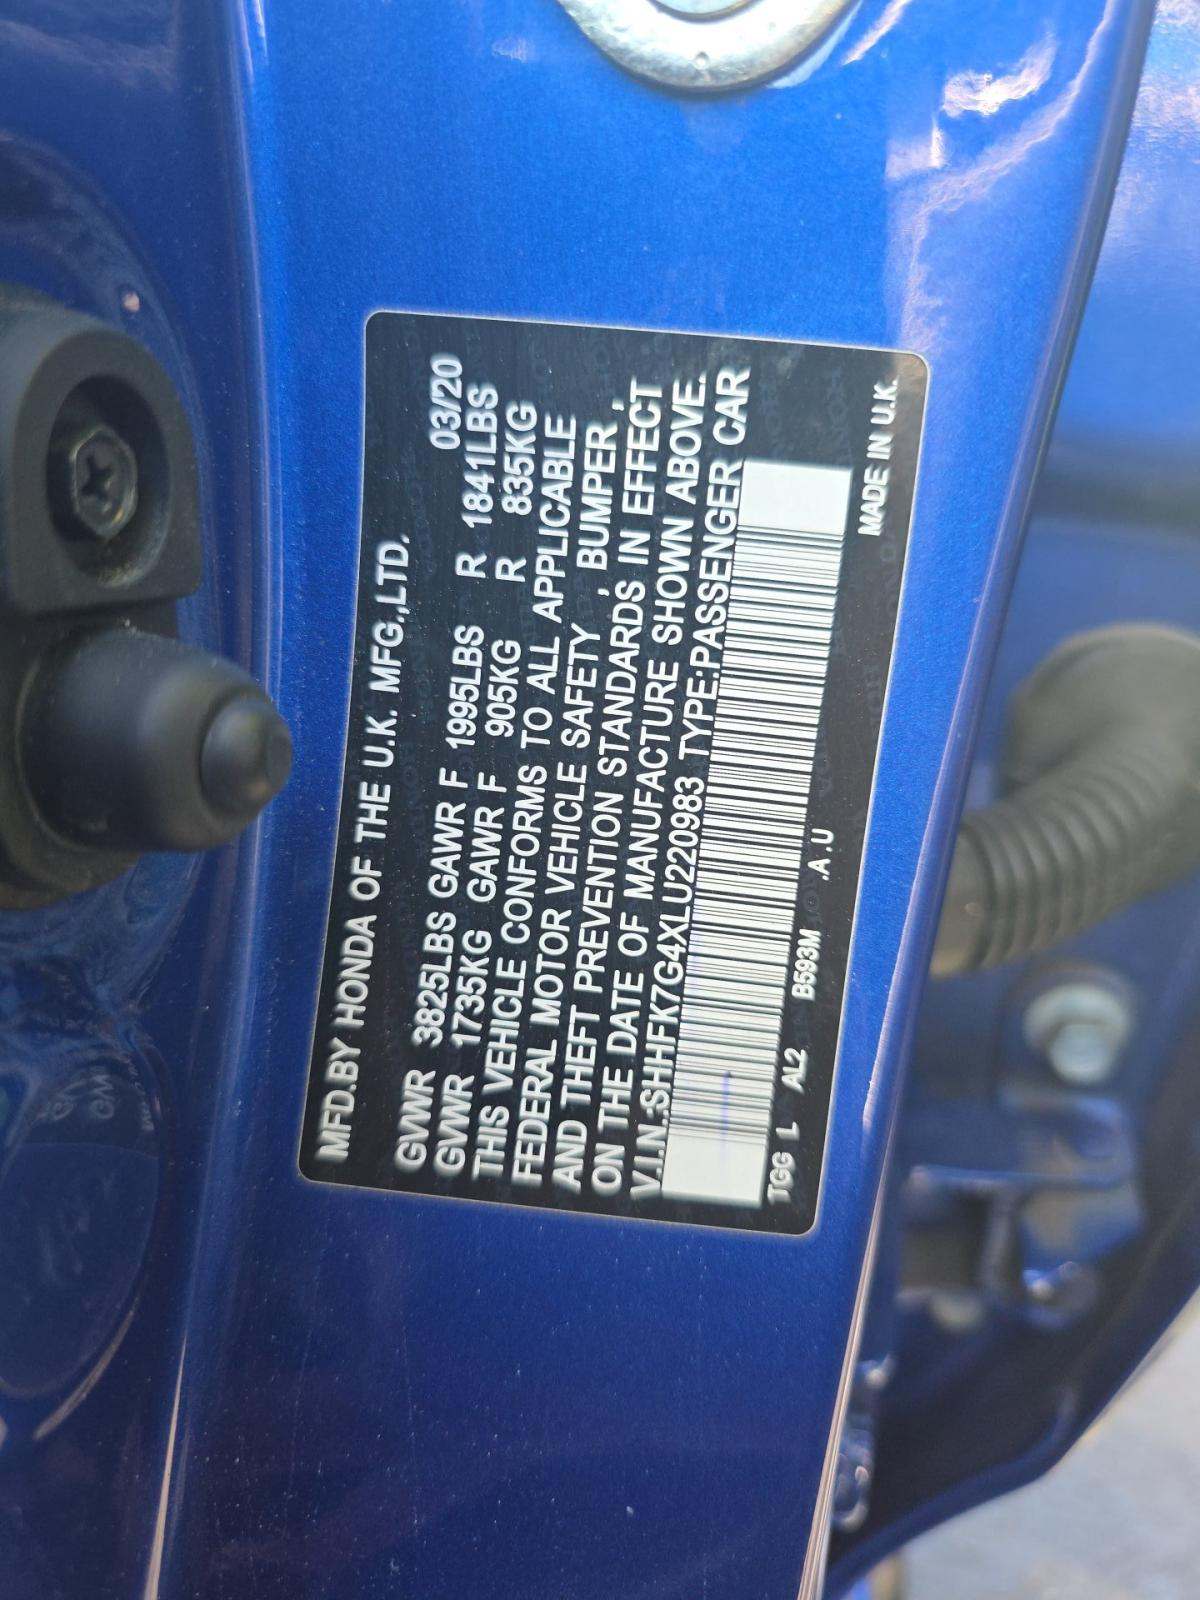 MFD.BY HONDA OF THE U.K. MFG.,LTD. 03/20
GVWR 3825LBS GAWR F 1995LBS R 1841LBS
GVWR 1735KG GAWR F 905KG R 835KG
THIS VEHICLE CONFORMS TO ALL APPLICABLE
FEDERAL MOTOR VEHICLE SAFETY , BUMPER ,
AND THEFT PREVENTION STANDARDS IN EFFECT
ON THE DATE OF MANUFACTURE SHOWN ABOVE.
V.I.N.:SHHFK7G4XLU220983 TYPE:PASSENGER CAR
TGG L AL2 B593M .A .U MADE IN U.K.